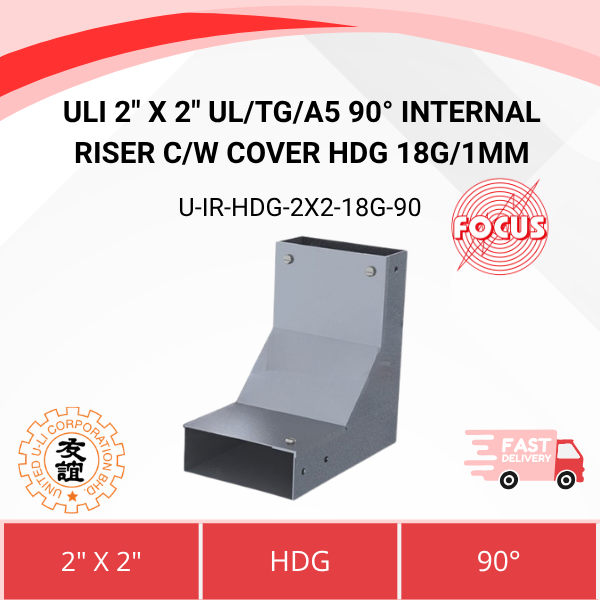 ULI 2" X 2" UL/TG/A5 90° INTERNAL
RISER C/W COVER HDG 18G/1MM
U-IR-HDG-2X2-18G-90
FOCUS
UNITED U-LI CORPORATION BHD
友
誼
FAST
DELIVERY
2" X 2"
HDG
90°